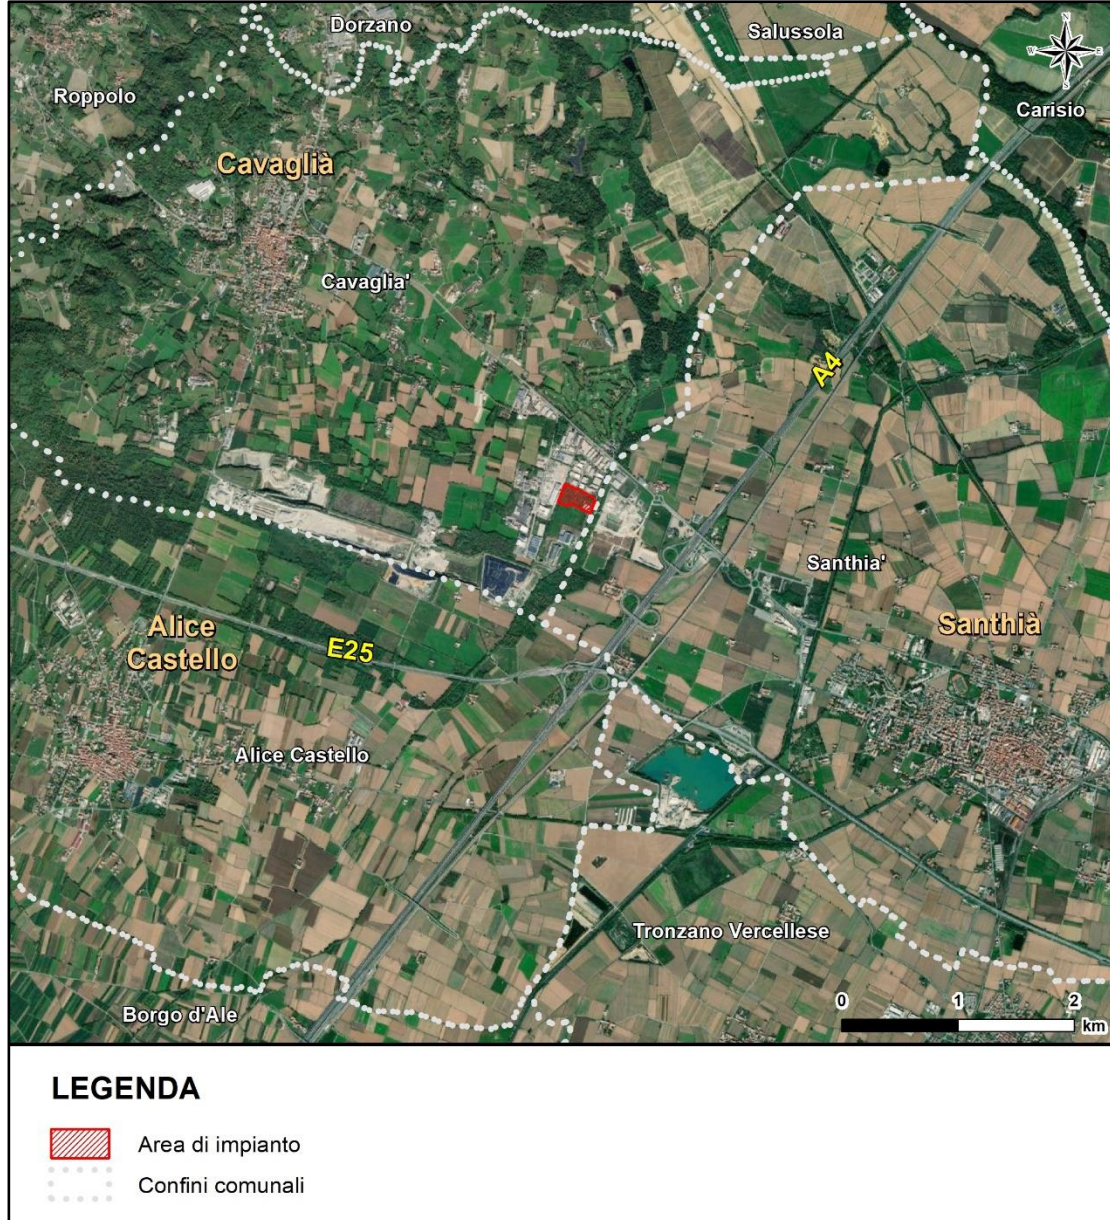 Dorzano
Salussola
N
W E
S
Roppolo
Carisio
Cavaglià
Cavaglia'
A4
Santhia'
Alice
Castello
Santhià
E25
Alice Castello
Tronzano Vercellese
Borgo d'Ale
0 1 2
km
LEGENDA
Area di impianto
Confini comunali